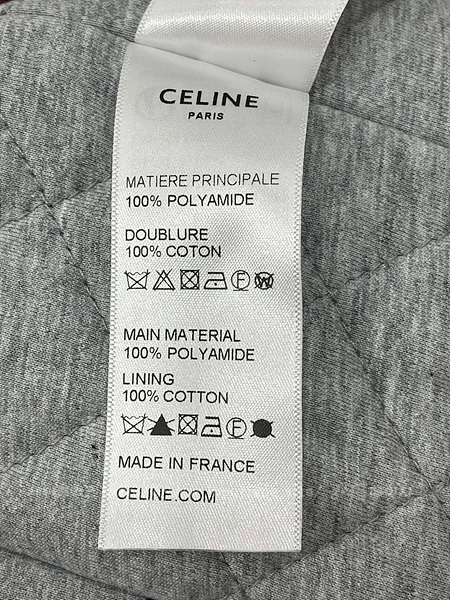 CELINE
PARIS
MATIERE PRINCIPALE
100% POLYAMIDE
DOUBLURE
100% COTON
MAIN MATERIAL
100% POLYAMIDE
LINING
100% COTTON
MADE IN FRANCE
CELINE.COM